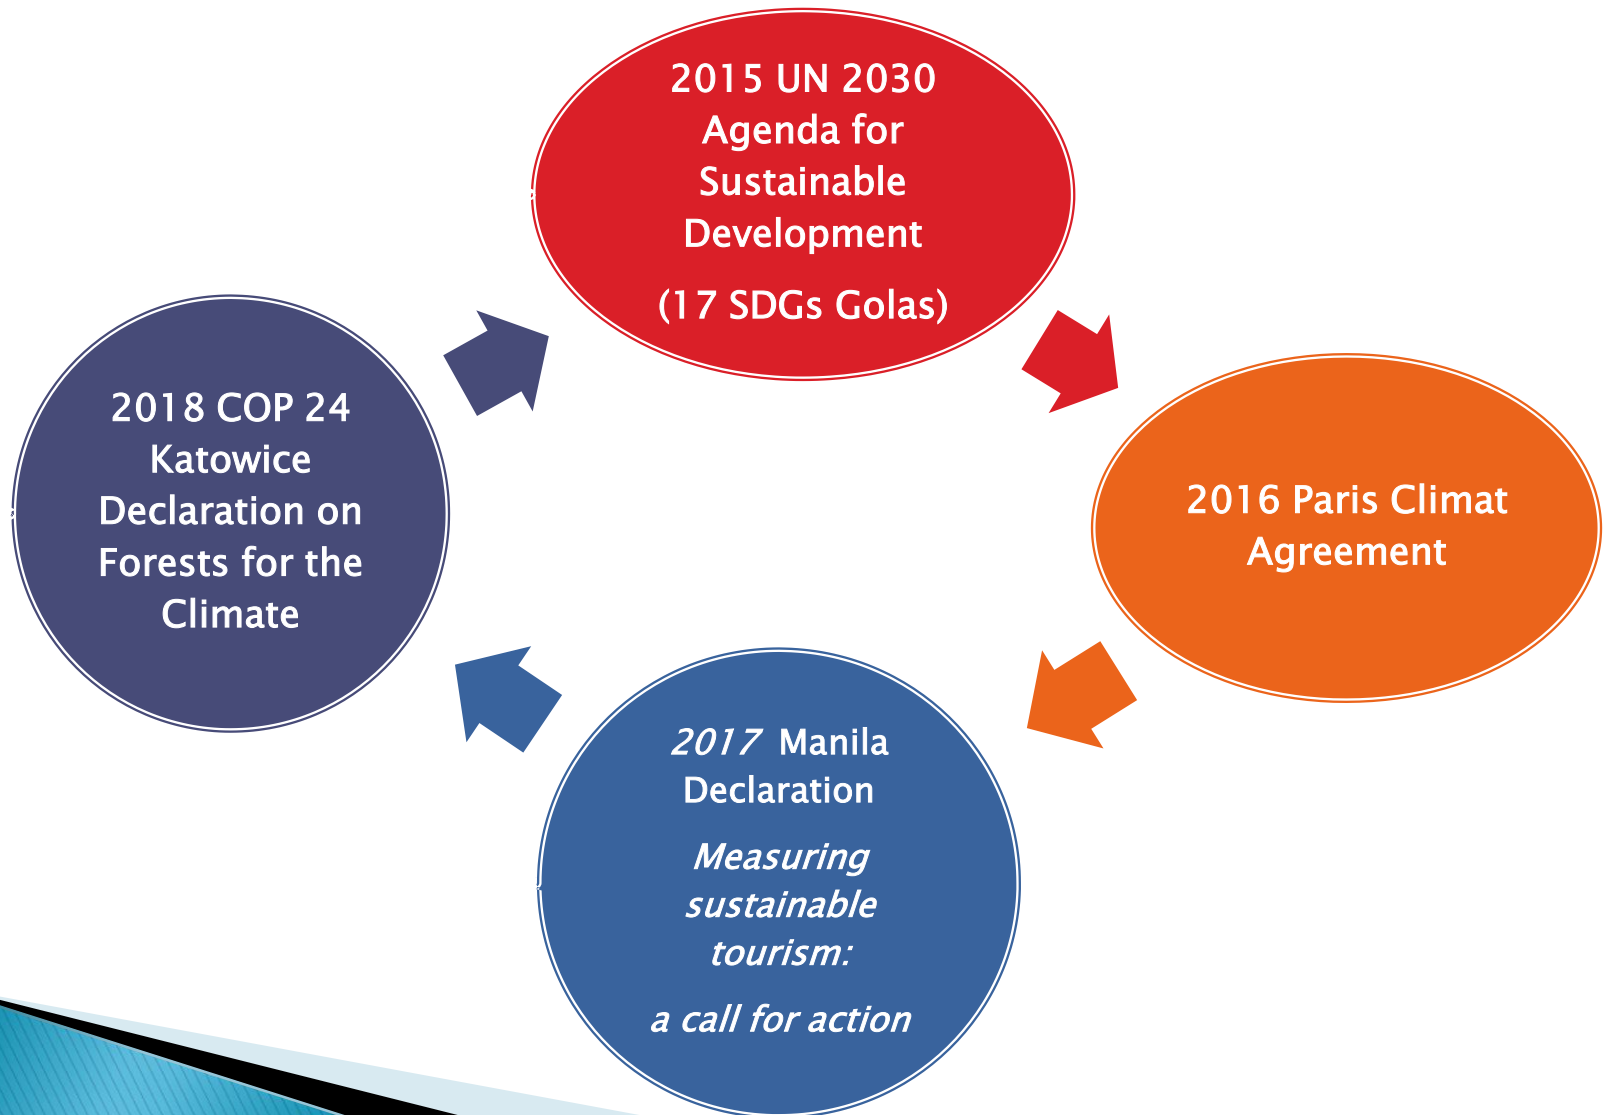 2015 UN 2030
Agenda for
Sustainable
Development
(17 SDGs Golas)
2016 Paris Climat
Agreement
2017 Manila
Declaration
Measuring
sustainable
tourism:
a call for action
2018 COP 24
Katowice
Declaration on
Forests for the
Climate